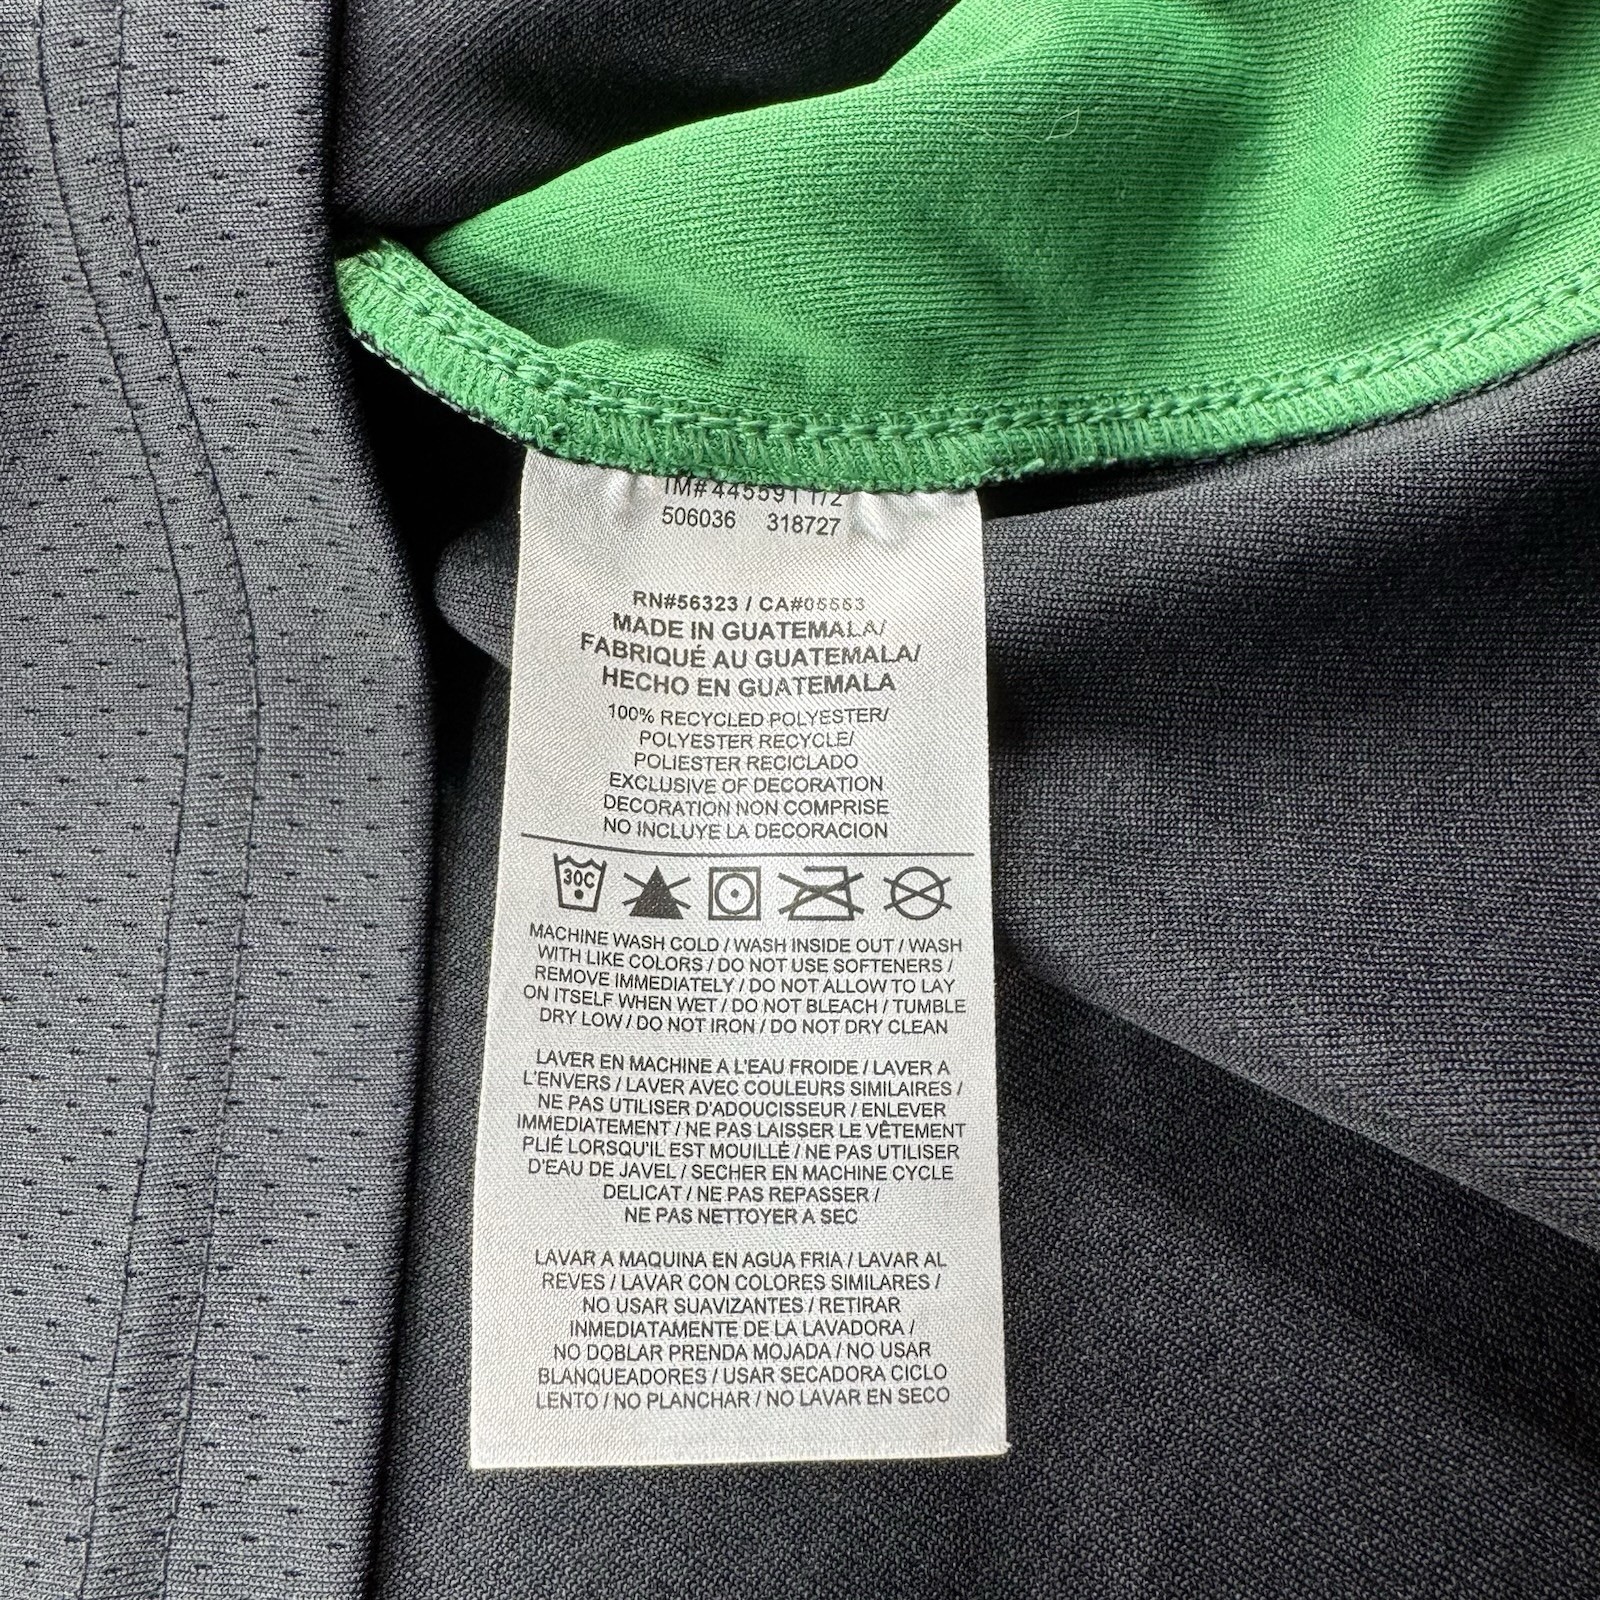 IM# 4455911/2
506036 318727
RN#56323 / CA#05553
MADE IN GUATEMALA/
FABRIQUÉ AU GUATEMALA/
HECHO EN GUATEMALA
100% RECYCLED POLYESTER/
POLYESTER RECYCLE/
POLIESTER RECICLADO
EXCLUSIVE OF DECORATION
DECORATION NON COMPRISE
NO INCLUYE LA DECORACION
30C
MACHINE WASH COLD / WASH INSIDE OUT / WASH
WITH LIKE COLORS / DO NOT USE SOFTENERS /
REMOVE IMMEDIATELY / DO NOT ALLOW TO LAY
ON ITSELF WHEN WET / DO NOT BLEACH / TUMBLE
DRY LOW / DO NOT IRON / DO NOT DRY CLEAN
LAVER EN MACHINE A L'EAU FROIDE / LAVER A
L'ENVERS / LAVER AVEC COULEURS SIMILAIRES /
NE PAS UTILISER D'ADOUCISSEUR / ENLEVER
IMMEDIATEMENT / NE PAS LAISSER LE VÊTEMENT
PLIÉ LORSQU'IL EST MOUILLÉ / NE PAS UTILISER
D'EAU DE JAVEL / SECHER EN MACHINE CYCLE
DELICAT / NE PAS REPASSER /
NE PAS NETTOYER A SEC
LAVAR A MAQUINA EN AGUA FRIA / LAVAR AL
REVES / LAVAR CON COLORES SIMILARES /
NO USAR SUAVIZANTES / RETIRAR
INMEDIATAMENTE DE LA LAVADORA /
NO DOBLAR PRENDA MOJADA / NO USAR
BLANQUEADORES / USAR SECADORA CICLO
LENTO / NO PLANCHAR / NO LAVAR EN SECO